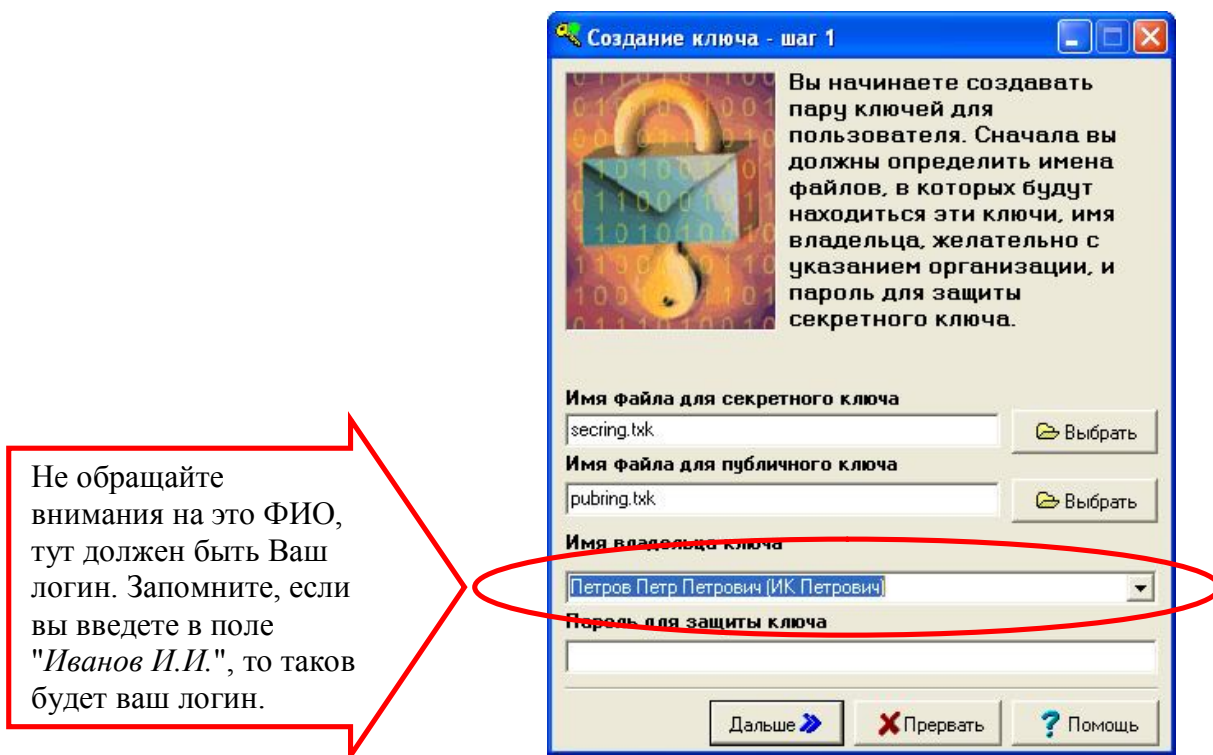 Создание ключа - шаг 1
Вы начинаете создавать
пару ключей для
пользователя. Сначала вы
должны определить имена
файлов, в которых будут
находиться эти ключи, имя
владельца, желательно с
указанием организации, и
пароль для защиты
секретного ключа.
Имя файла для секретного ключа
secring.txk
Выбрать
Имя файла для публичного ключа
pubring.txk
Выбрать
Имя владельца ключа
Петров Петр Петрович (ИК Петрович)
Пароль для защиты ключа
Дальше
Прервать
? Помощь
Не обращайте
внимания на это ФИО,
тут должен быть Ваш
логин. Запомните, если
вы введете в поле
"Иванов И.И.", то таков
будет ваш логин.